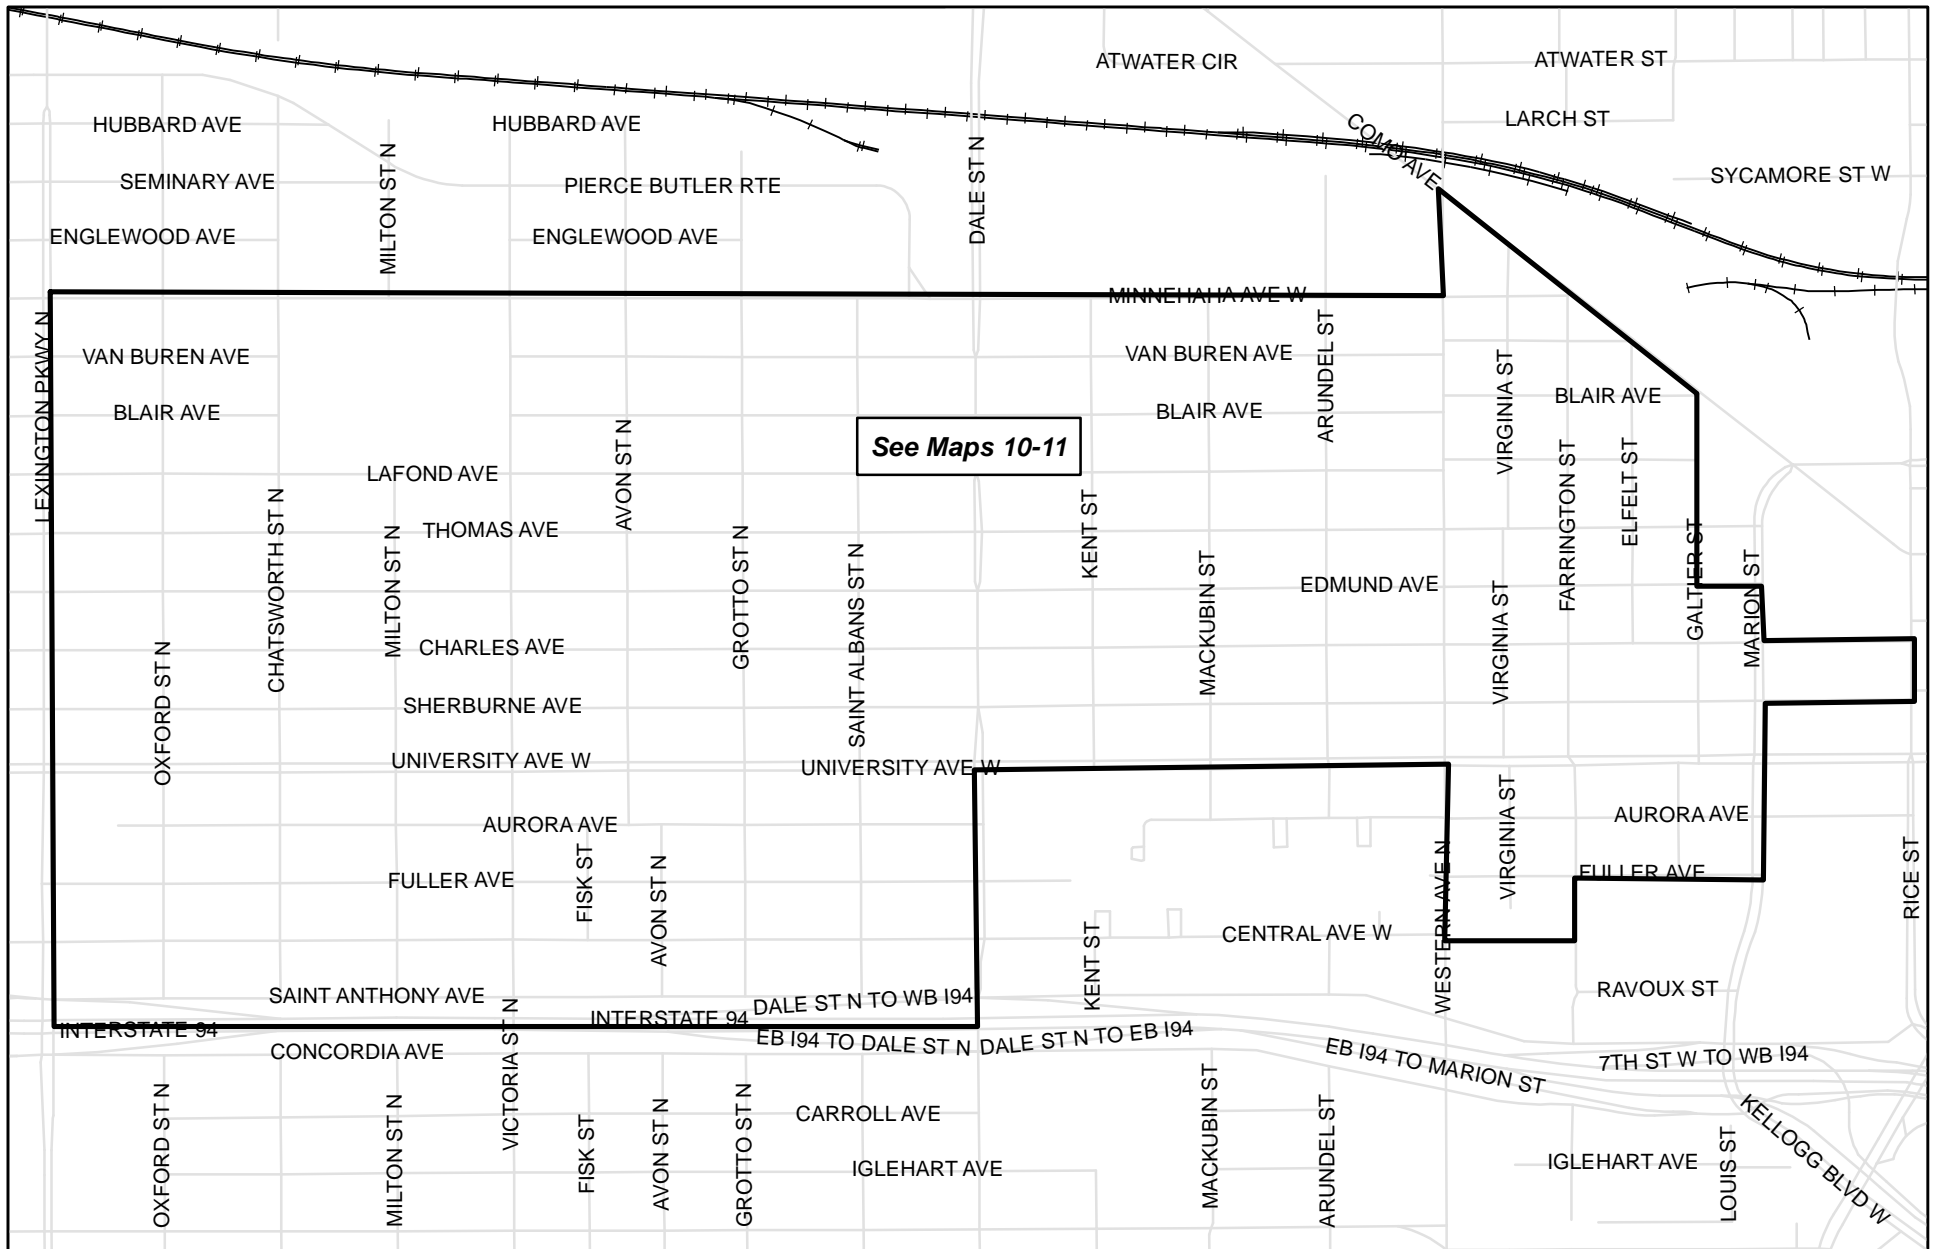 ATWATER CIR
ATWATER ST
HUBBARD AVE
HUBBARD AVE
LARCH ST
COMO AVE
SEMINARY AVE
PIERCE BUTLER RTE
SYCAMORE ST W
MILTON ST N
DALE ST N
ENGLEWOOD AVE
ENGLEWOOD AVE
MINNEHAHA AVE W
LEXINGTON PKWY N
VAN BUREN AVE
VAN BUREN AVE
ARUNDEL ST
VIRGINIA ST
BLAIR AVE
BLAIR AVE
BLAIR AVE
See Maps 10-11
AVON ST N
LAFOND AVE
FARRINGTON ST
ELFELT ST
THOMAS AVE
CHATSWORTH ST N
MILTON ST N
GROTTO ST N
SAINT ALBANS ST N
KENT ST
MACKUBIN ST
EDMUND AVE
VIRGINIA ST
GALTIER ST
MARION ST
CHARLES AVE
OXFORD ST N
SHERBURNE AVE
UNIVERSITY AVE W
UNIVERSITY AVE W
AURORA AVE
VIRGINIA ST
AURORA AVE
FULLER AVE
FISK ST
AVON ST N
FULLER AVE
RICE ST
KENT ST
CENTRAL AVE W
WESTERN AVE N
SAINT ANTHONY AVE
DALE ST N TO WB I94
RAVOUX ST
INTERSTATE 94
INTERSTATE 94
EB I94 TO DALE ST N
DALE ST N TO EB I94
CONCORDIA AVE
VICTORIA ST N
EB I94 TO MARION ST
7TH ST W TO WB I94
OXFORD ST N
MILTON ST N
FISK ST
AVON ST N
GROTTO ST N
CARROLL AVE
MACKUBIN ST
ARUNDEL ST
KELLOGG BLVD W
IGLEHART AVE
IGLEHART AVE
LOUIS ST